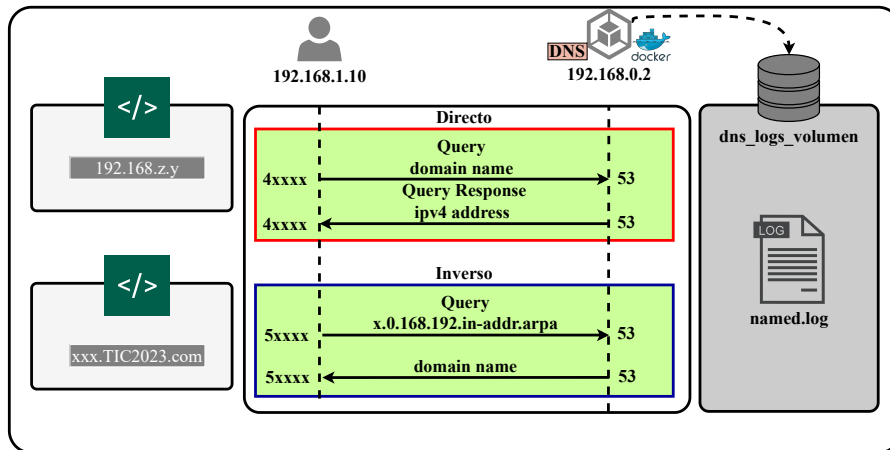 192.168.1.10
DNS
docker
192.168.0.2
</>
192.168.z.y
Directo
Query
domain name
4xxxx
53
Query Response
ipv4 address
4xxxx
53
dns_logs_volumen
LOG
named.log
</>
xxx.TIC2023.com
Inverso
Query
x.0.168.192.in-addr.arpa
5xxxx
53
domain name
5xxxx
53